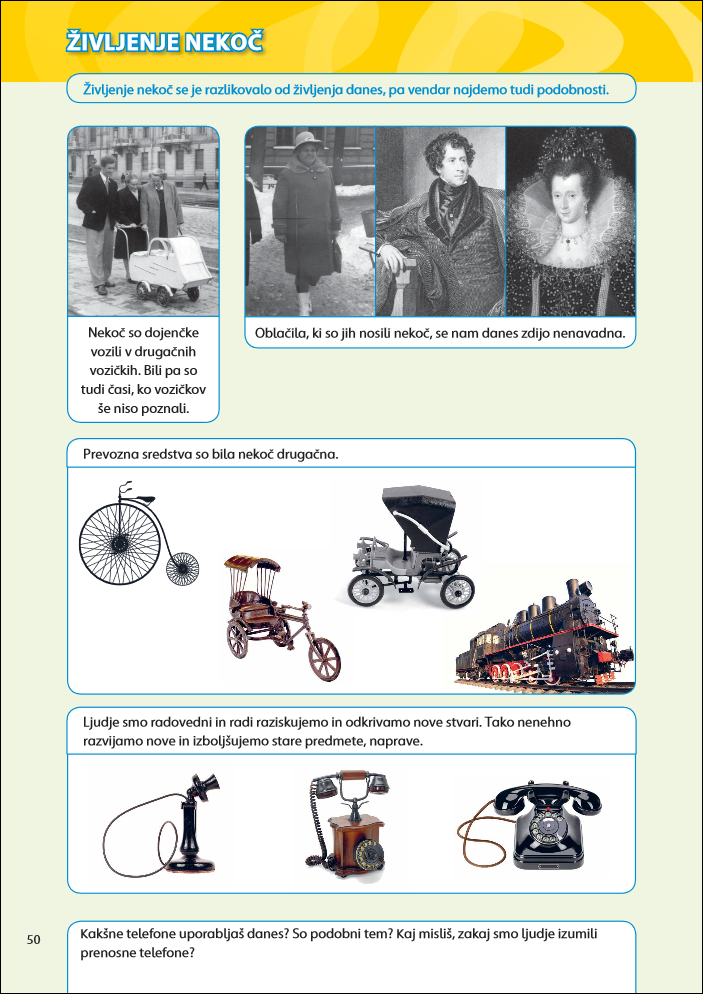 ŽIVLJENJE NEKOČ
Življenje nekoč se je razlikovalo od življenja danes, pa vendar najdemo tudi podobnosti.
Nekoč so dojenčke
vozili v drugačnih
vozičkih. Bili pa so
tudi časi, ko vozičkov
še niso poznali.
Oblačila, ki so jih nosili nekoč, se nam danes zdijo nenavadna.
Prevozna sredstva so bila nekoč drugačna.
Ljudje smo radovedni in radi raziskujemo in odkrivamo nove stvari. Tako nenehno
razvijamo nove in izboljšujemo stare predmete, naprave.
50
Kakšne telefone uporabljaš danes? So podobni tem? Kaj misliš, zakaj smo ljudje izumili
prenosne telefone?